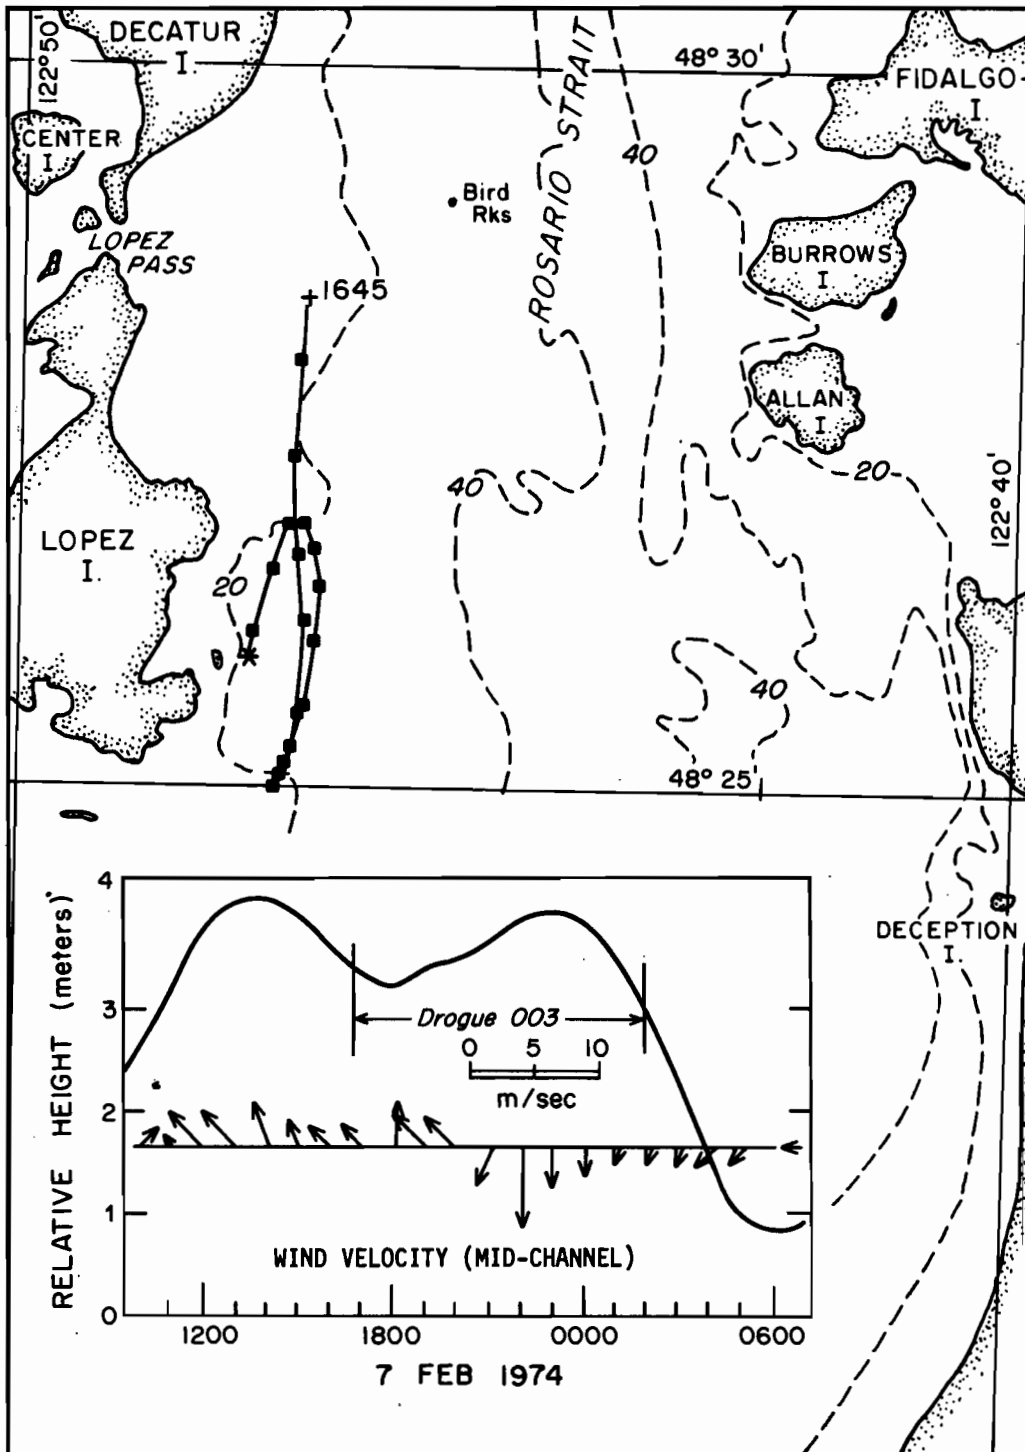 122° 50'
DECATUR
I.
48° 30'
FIDALGO
I.
CENTER
I.
ROSARIO STRAIT
40
Bird
Rks
LOPEZ
PASS
BURROWS
I
1645
ALLAN
I.
20
40
122° 40'
LOPEZ
I.
20
40
48° 25'
DECEPTION
I.
RELATIVE HEIGHT (meters)
4
3
2
1
0
Drogue 003
0 5 10
m/sec
WIND VELOCITY (MID-CHANNEL)
1200 1800 0000 0600
7 FEB 1974